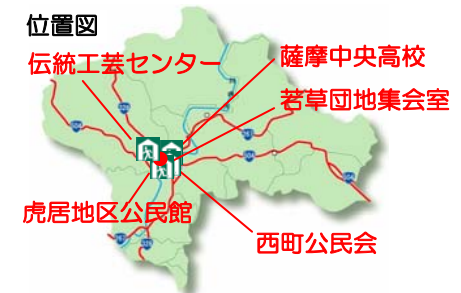 位置図
伝統工芸センター
薩摩中央高校
若草団地集会室
虎居地区公民館
西町公民会